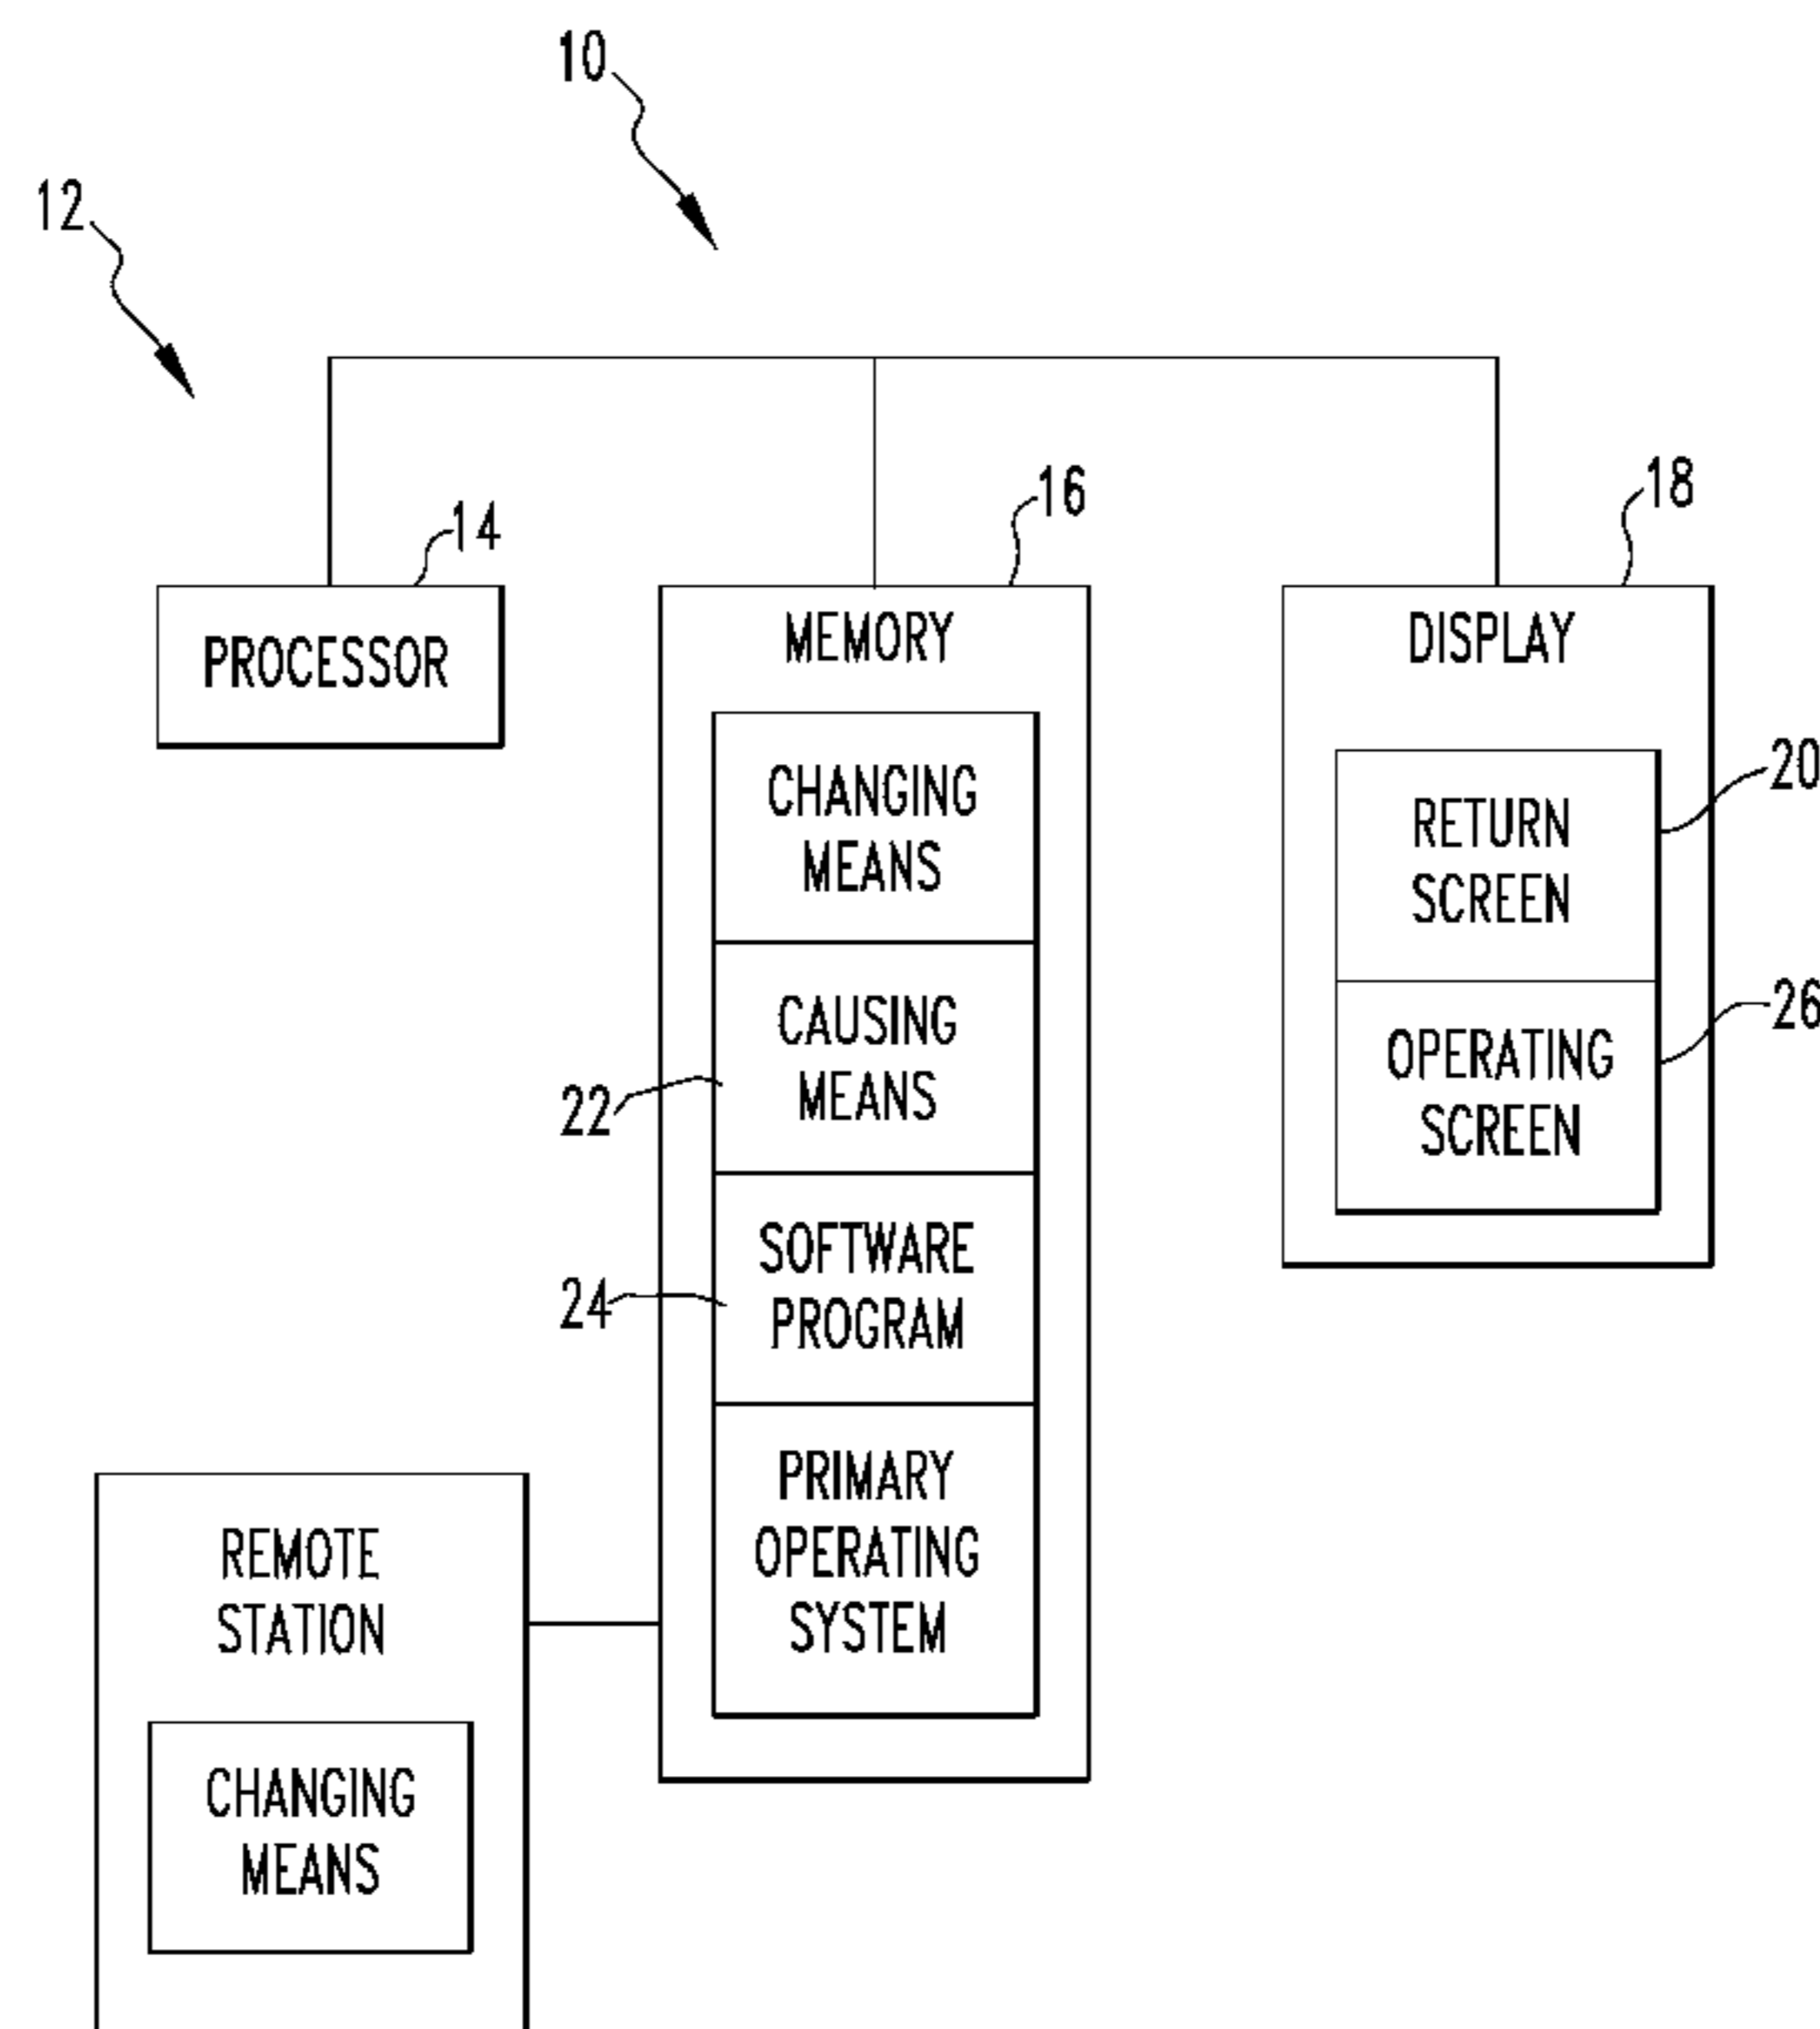 10
12
14
16
18
PROCESSOR
MEMORY
DISPLAY
CHANGING
MEANS
RETURN
SCREEN
20
CAUSING
MEANS
22
OPERATING
SCREEN
26
SOFTWARE
PROGRAM
24
PRIMARY
OPERATING
SYSTEM
REMOTE
STATION
CHANGING
MEANS